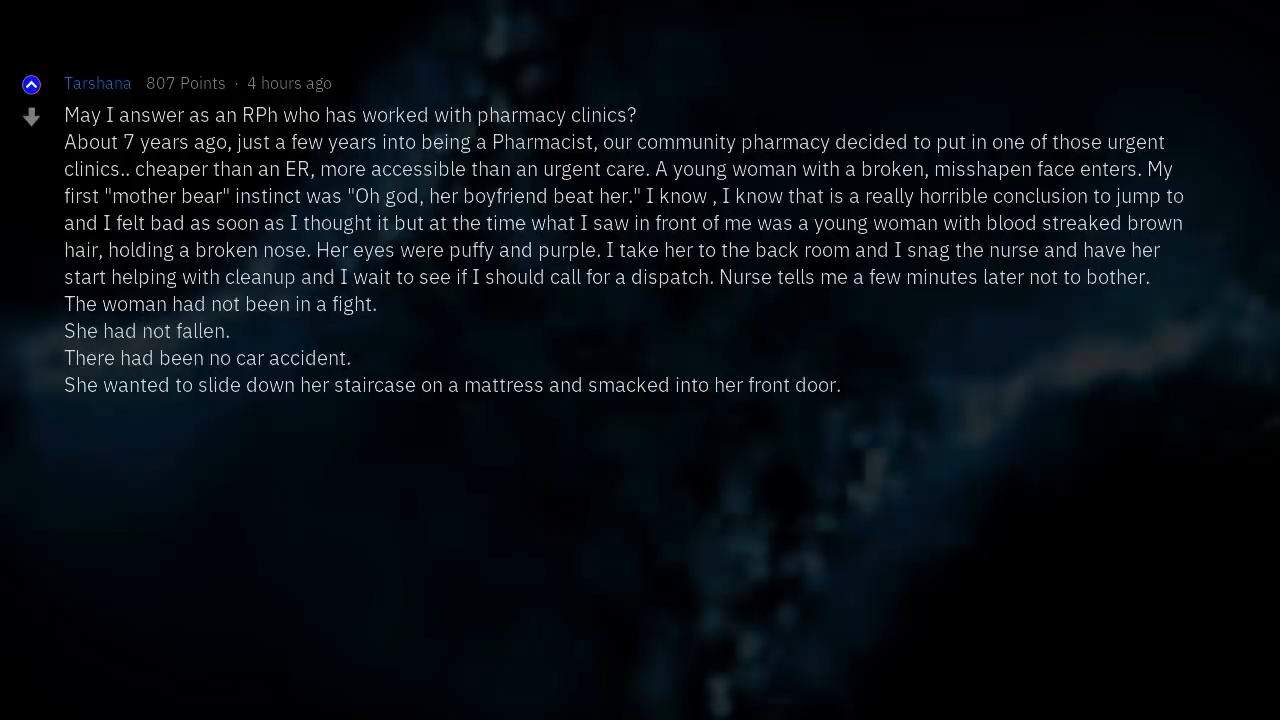 Tarshana 807 Points · 4 hours ago
May I answer as an RPh who has worked with pharmacy clinics?
About 7 years ago, just a few years into being a Pharmacist, our community pharmacy decided to put in one of those urgent
clinics.. cheaper than an ER, more accessible than an urgent care. A young woman with a broken, misshapen face enters. My
first "mother bear" instinct was "Oh god, her boyfriend beat her." I know , I know that is a really horrible conclusion to jump to
and I felt bad as soon as I thought it but at the time what I saw in front of me was a young woman with blood streaked brown
hair, holding a broken nose. Her eyes were puffy and purple. I take her to the back room and I snag the nurse and have her
start helping with cleanup and I wait to see if I should call for a dispatch. Nurse tells me a few minutes later not to bother.
The woman had not been in a fight.
She had not fallen.
There had been no car accident.
She wanted to slide down her staircase on a mattress and smacked into her front door.